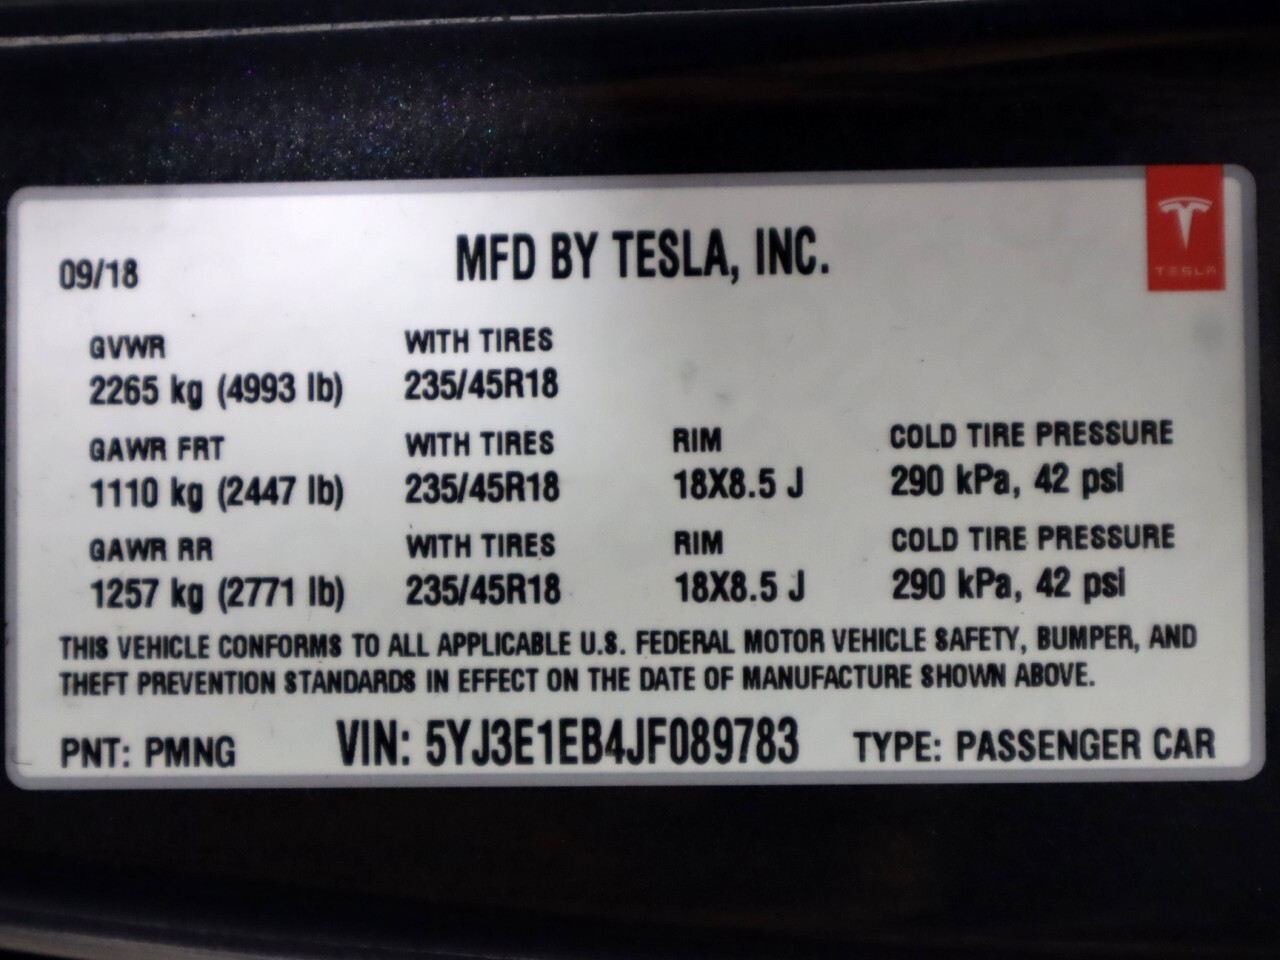 TESLA
09/18 MFD BY TESLA, INC.
GVWR WITH TIRES
2265 kg (4993 lb) 235/45R18
GAWR FRT WITH TIRES RIM COLD TIRE PRESSURE
1110 kg (2447 lb) 235/45R18 18X8.5 J 290 kPa, 42 psi
GAWR RR WITH TIRES RIM COLD TIRE PRESSURE
1257 kg (2771 lb) 235/45R18 18X8.5 J 290 kPa, 42 psi
THIS VEHICLE CONFORMS TO ALL APPLICABLE U.S. FEDERAL MOTOR VEHICLE SAFETY, BUMPER, AND
THEFT PREVENTION STANDARDS IN EFFECT ON THE DATE OF MANUFACTURE SHOWN ABOVE.
PNT: PMNG VIN: 5YJ3E1EB4JF089783 TYPE: PASSENGER CAR